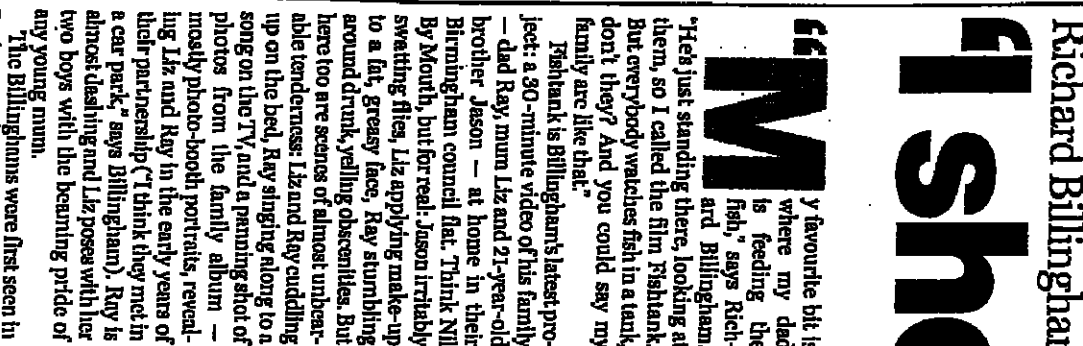 Richard Billingham
“I sho
“M
y favourite bit is
where my dad
is feeding the
fish,” says Rich-
ard Billingham.
“He's just standing there, looking at
them, so I called the film Fishtank.
But everybody watches fish in a tank,
don't they? And you could say my
family are like that.”
Fishtank is Billingham's latest pro-
ject: a 30-minute video of his family
— dad Ray, mum Liz and 21-year-old
brother Jason — at home in their
Birmingham council flat. Think Nil
By Mouth, but for real: Jason irritably
swatting flies, Liz applying make-up
to a fat, greasy face, Ray stumbling
around drunk, yelling obscenities. But
here too are scenes of almost unbear-
able tenderness: Liz and Ray cuddling
up on the bed, Ray singing along to a
song on the TV, and a panning shot of
photos from the family album —
mostly photo-booth portraits, reveal-
ing Liz and Ray in the early years of
their partnership (“I think they met in
a car park,” says Billingham). Ray is
almost dashing and Liz poses with her
two boys with the beaming pride of
any young mum.
The Billinghams were first seen in